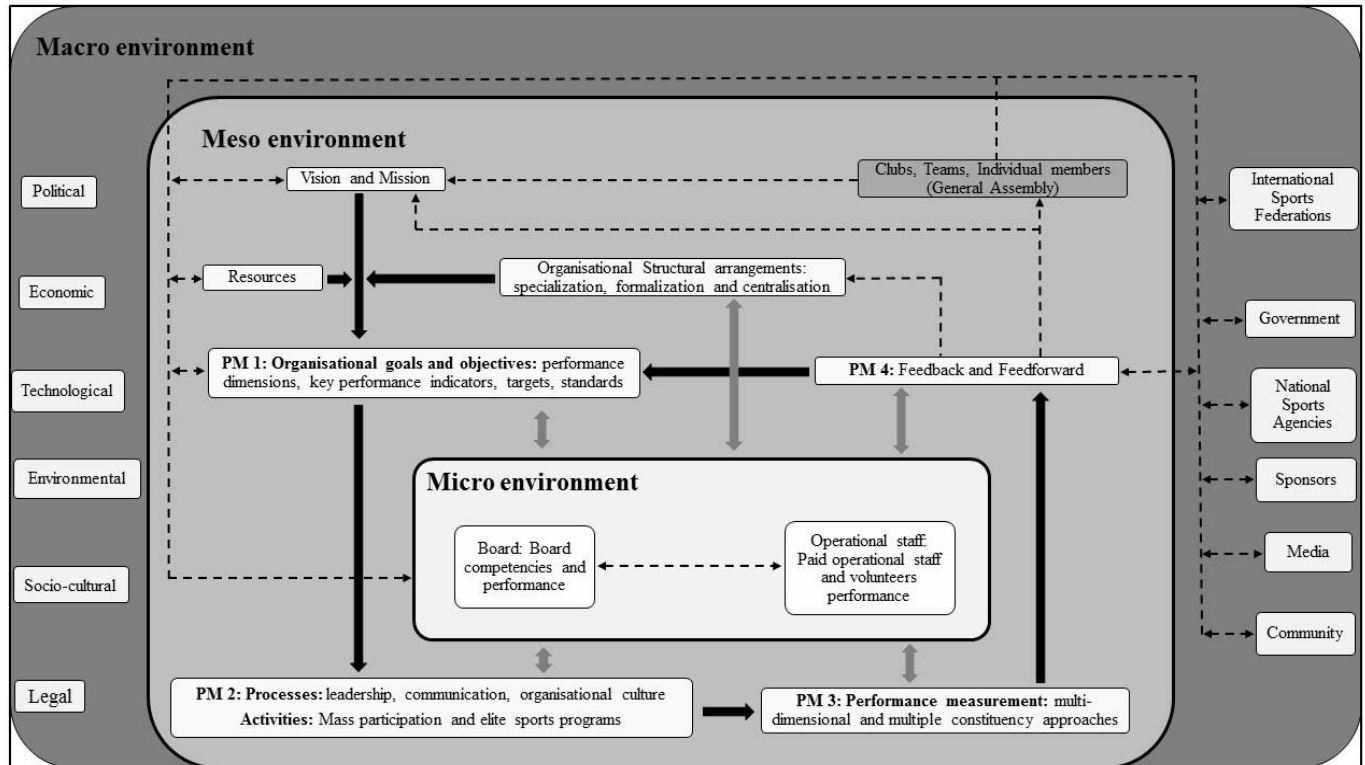 Macro environment
Meso environment
Political
Economic
Technological
Environmental
Socio-cultural
Legal
Vision and Mission
Clubs, Teams, Individual members
(General Assembly)
Resources
Organisational Structural arrangements:
specialization, formalization and centralisation
PM 1: Organisational goals and objectives: performance
dimensions, key performance indicators, targets, standards
PM 4: Feedback and Feedforward
Micro environment
Board: Board
competencies and
performance
Operational staff:
Paid operational staff
and volunteers
performance
PM 2: Processes: leadership, communication, organisational culture
Activities: Mass participation and elite sports programs
PM 3: Performance measurement: multi-
dimensional and multiple constituency approaches
International
Sports
Federations
Government
National
Sports
Agencies
Sponsors
Media
Community